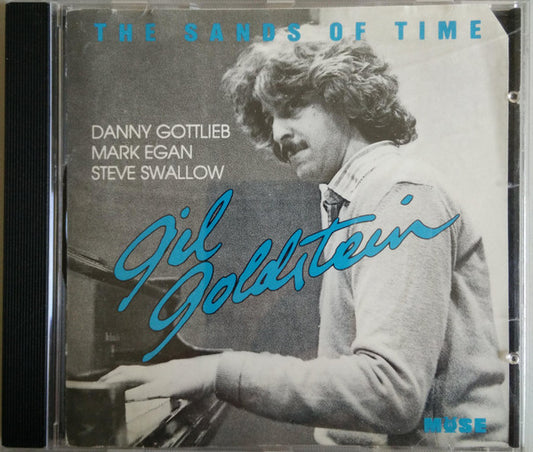 THE SANDS OF TIME
DANNY GOTTLIEB
MARK EGAN
STEVE SWALLOW
Gil
Goldstein
MUSE